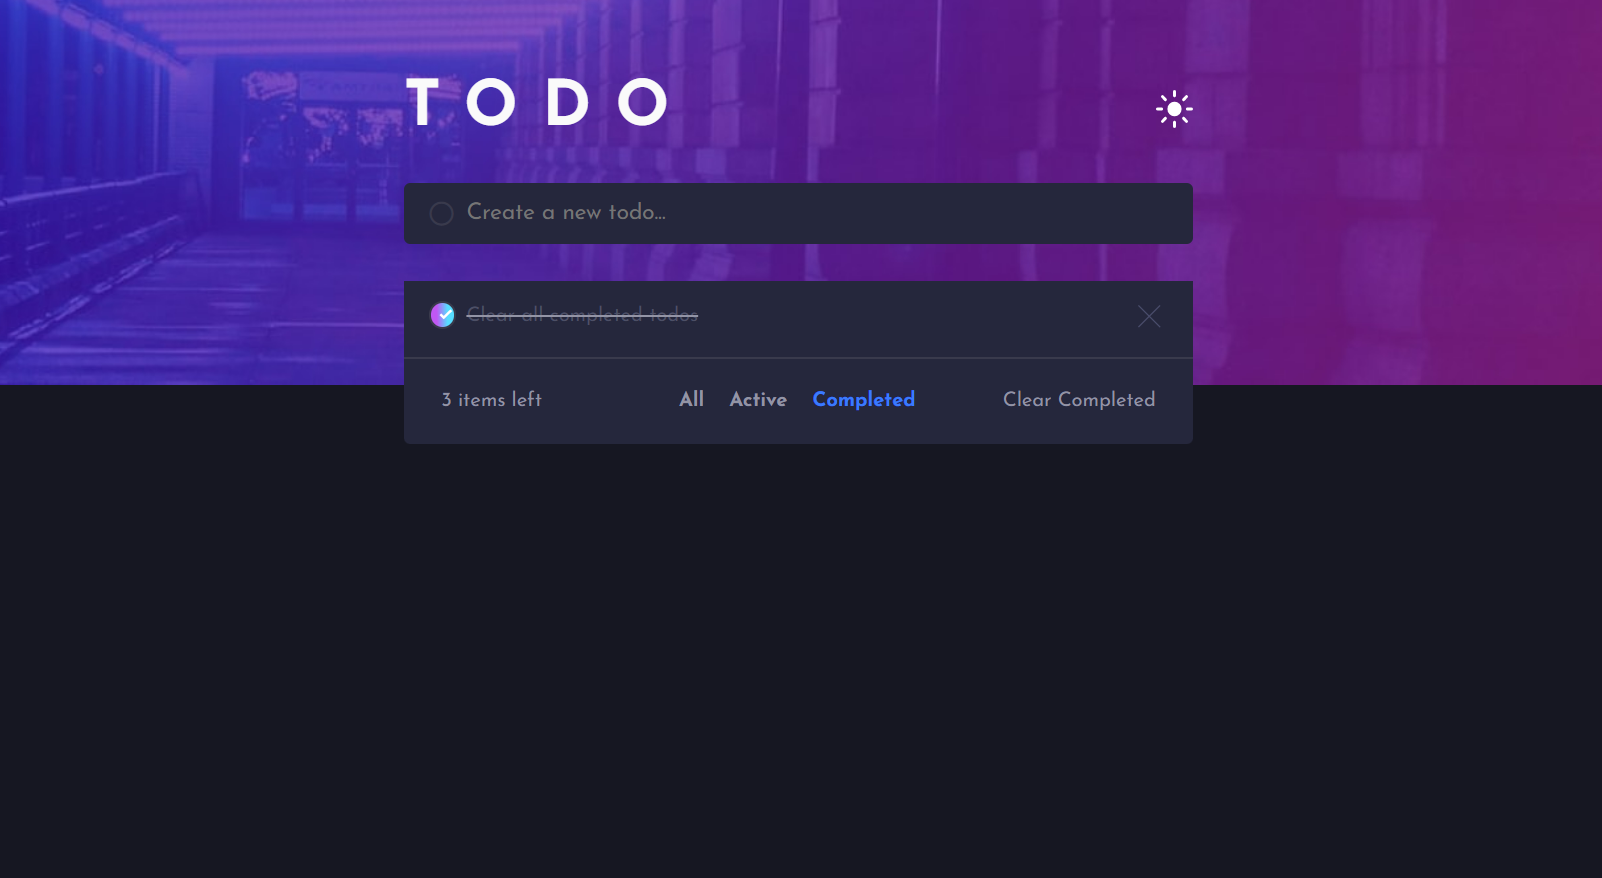 TODO
Create a new todo...
Clear all completed todos
3 items left
All Active Completed
Clear Completed